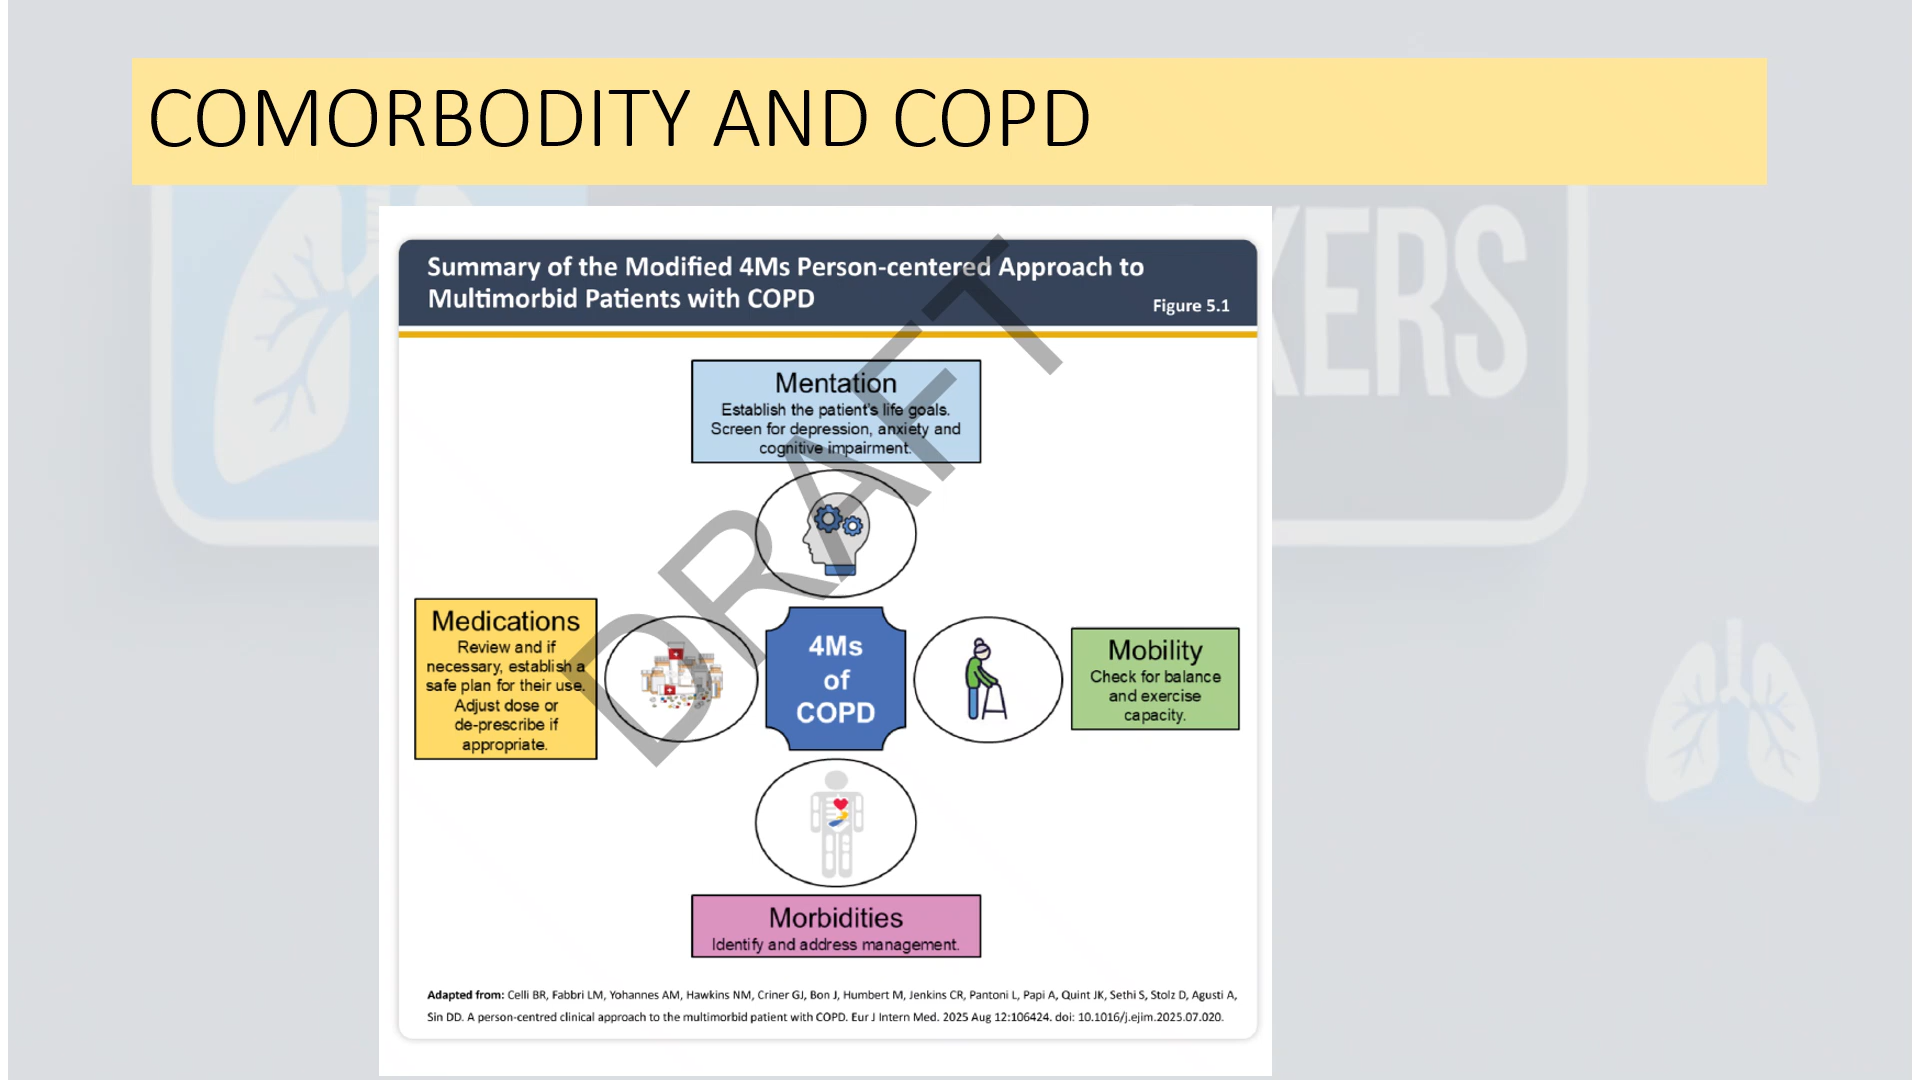 COMORBODITY AND COPD
KERS
Summary of the Modified 4Ms Person-centered Approach to
Multimorbid Patients with COPD
Figure 5.1
Mentation
Establish the patient's life goals.
Screen for depression, anxiety and
cognitive impairment.
Medications
Review and if
necessary, establish a
safe plan for their use.
Adjust dose or
de-prescribe if
appropriate.
4Ms
of
COPD
Mobility
Check for balance
and exercise
capacity.
Morbidities
Identify and address management.
DRAFT
Adapted from: Celli BR, Fabbri LM, Yohannes AM, Hawkins NM, Criner GJ, Bon J, Humbert M, Jenkins CR, Pantoni L, Papi A, Quint JK, Sethi S, Stolz D, Agusti A,
Sin DD. A person-centred clinical approach to the multimorbid patient with COPD. Eur J Intern Med. 2025 Aug 12:106424. doi: 10.1016/j.ejim.2025.07.020.